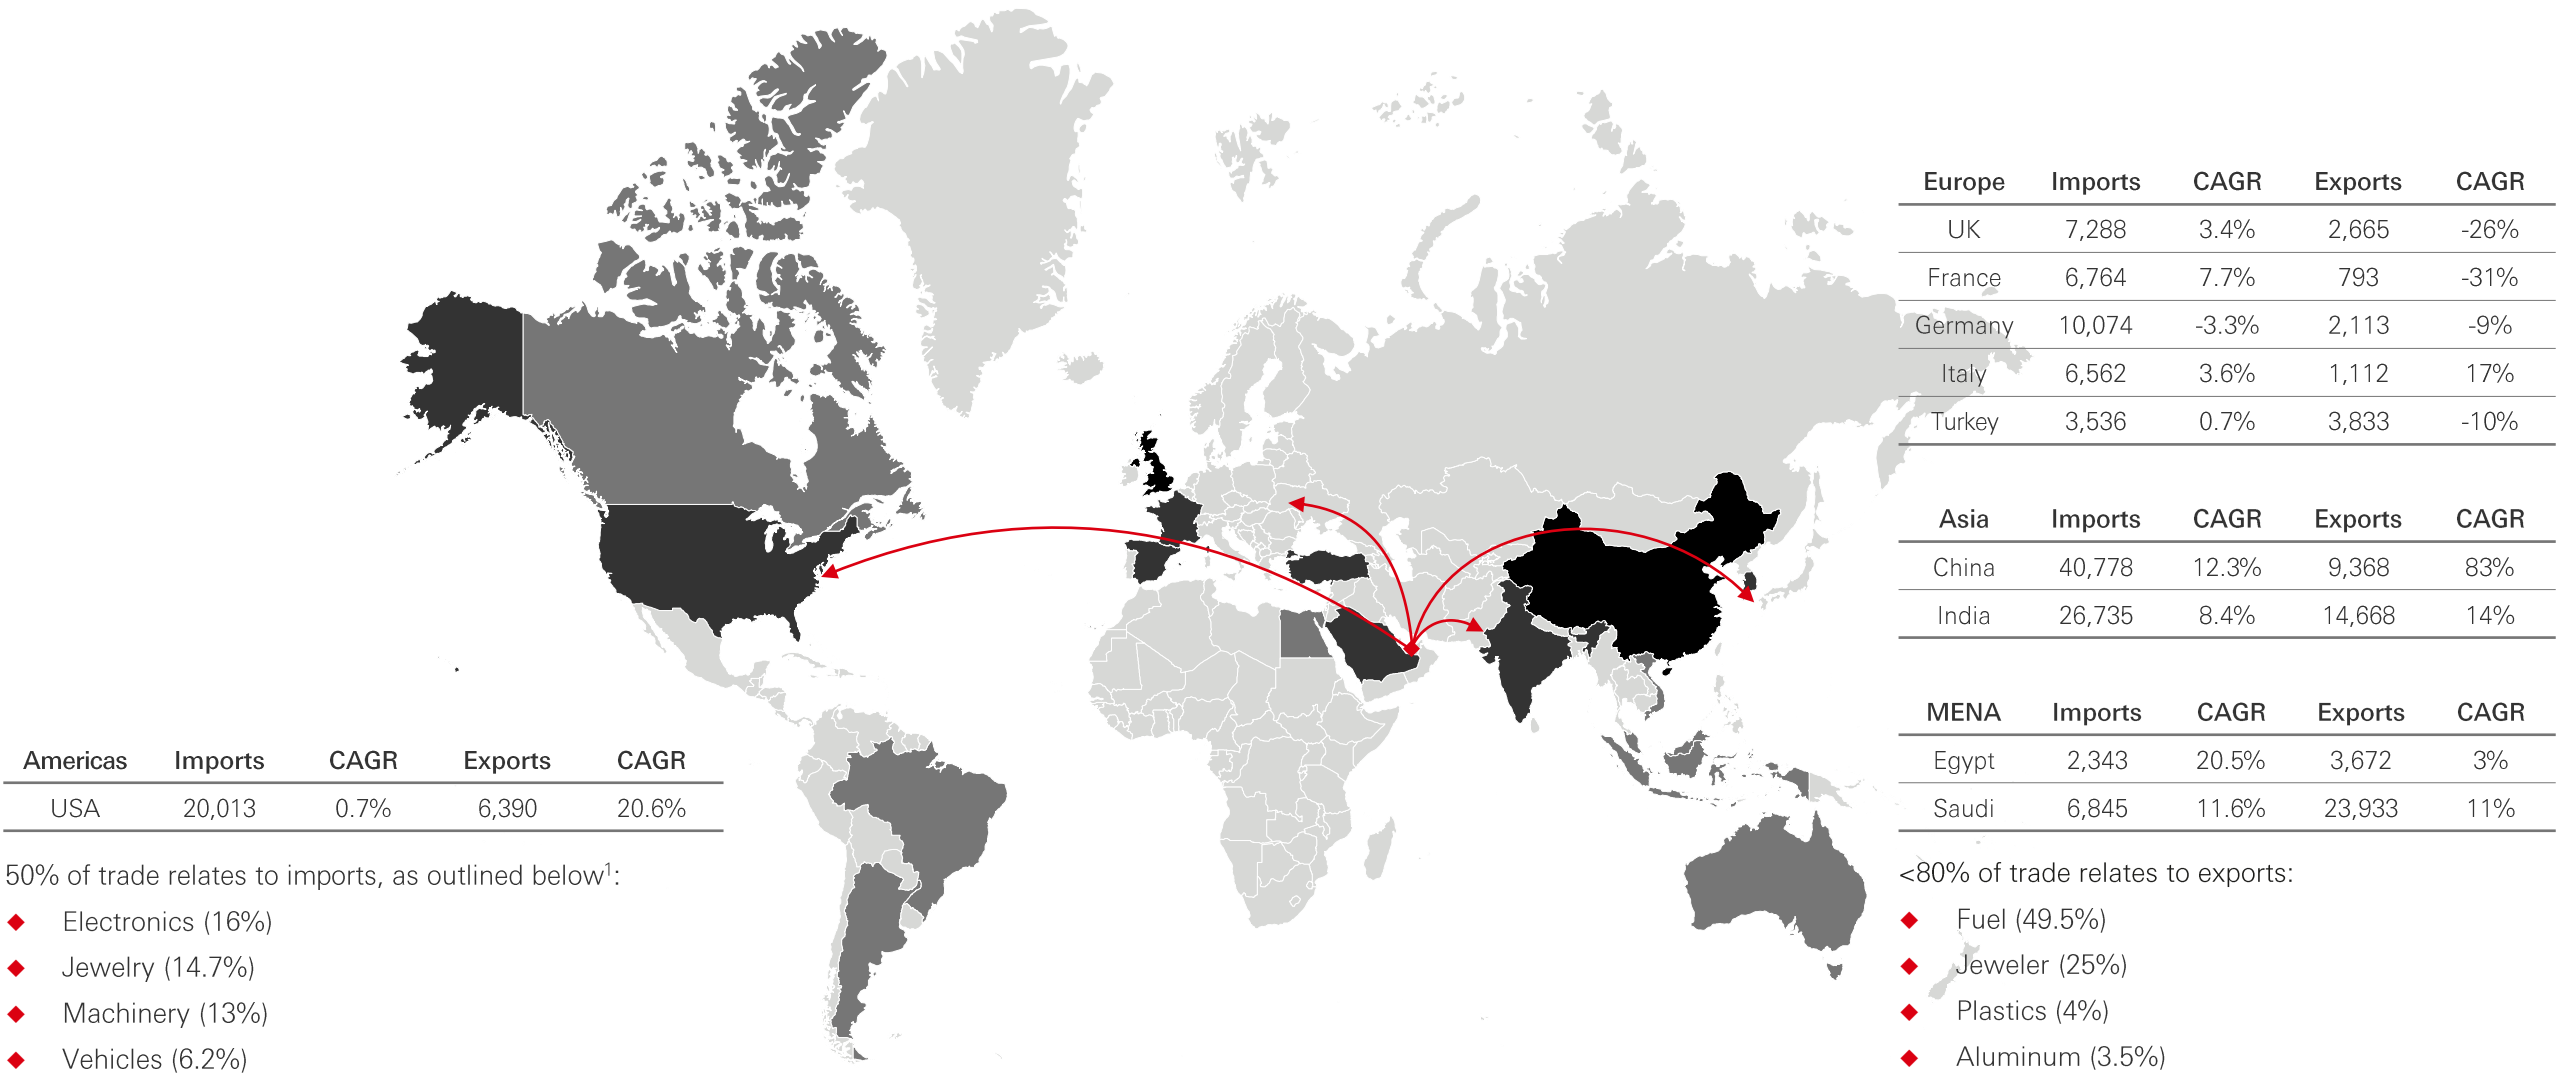 Europe Imports CAGR Exports CAGR
UK 7,288 3.4% 2,665 -26%
France 6,764 7.7% 793 -31%
Germany 10,074 -3.3% 2,113 -9%
Italy 6,562 3.6% 1,112 17%
Turkey 3,536 0.7% 3,833 -10%
Asia Imports CAGR Exports CAGR
China 40,778 12.3% 9,368 83%
India 26,735 8.4% 14,668 14%
MENA Imports CAGR Exports CAGR
Egypt 2,343 20.5% 3,672 3%
Saudi 6,845 11.6% 23,933 11%
<80% of trade relates to exports:
Fuel (49.5%)
Jeweler (25%)
Plastics (4%)
Aluminum (3.5%)
Americas Imports CAGR Exports CAGR
USA 20,013 0.7% 6,390 20.6%
50% of trade relates to imports, as outlined below¹:
Electronics (16%)
Jewelry (14.7%)
Machinery (13%)
Vehicles (6.2%)